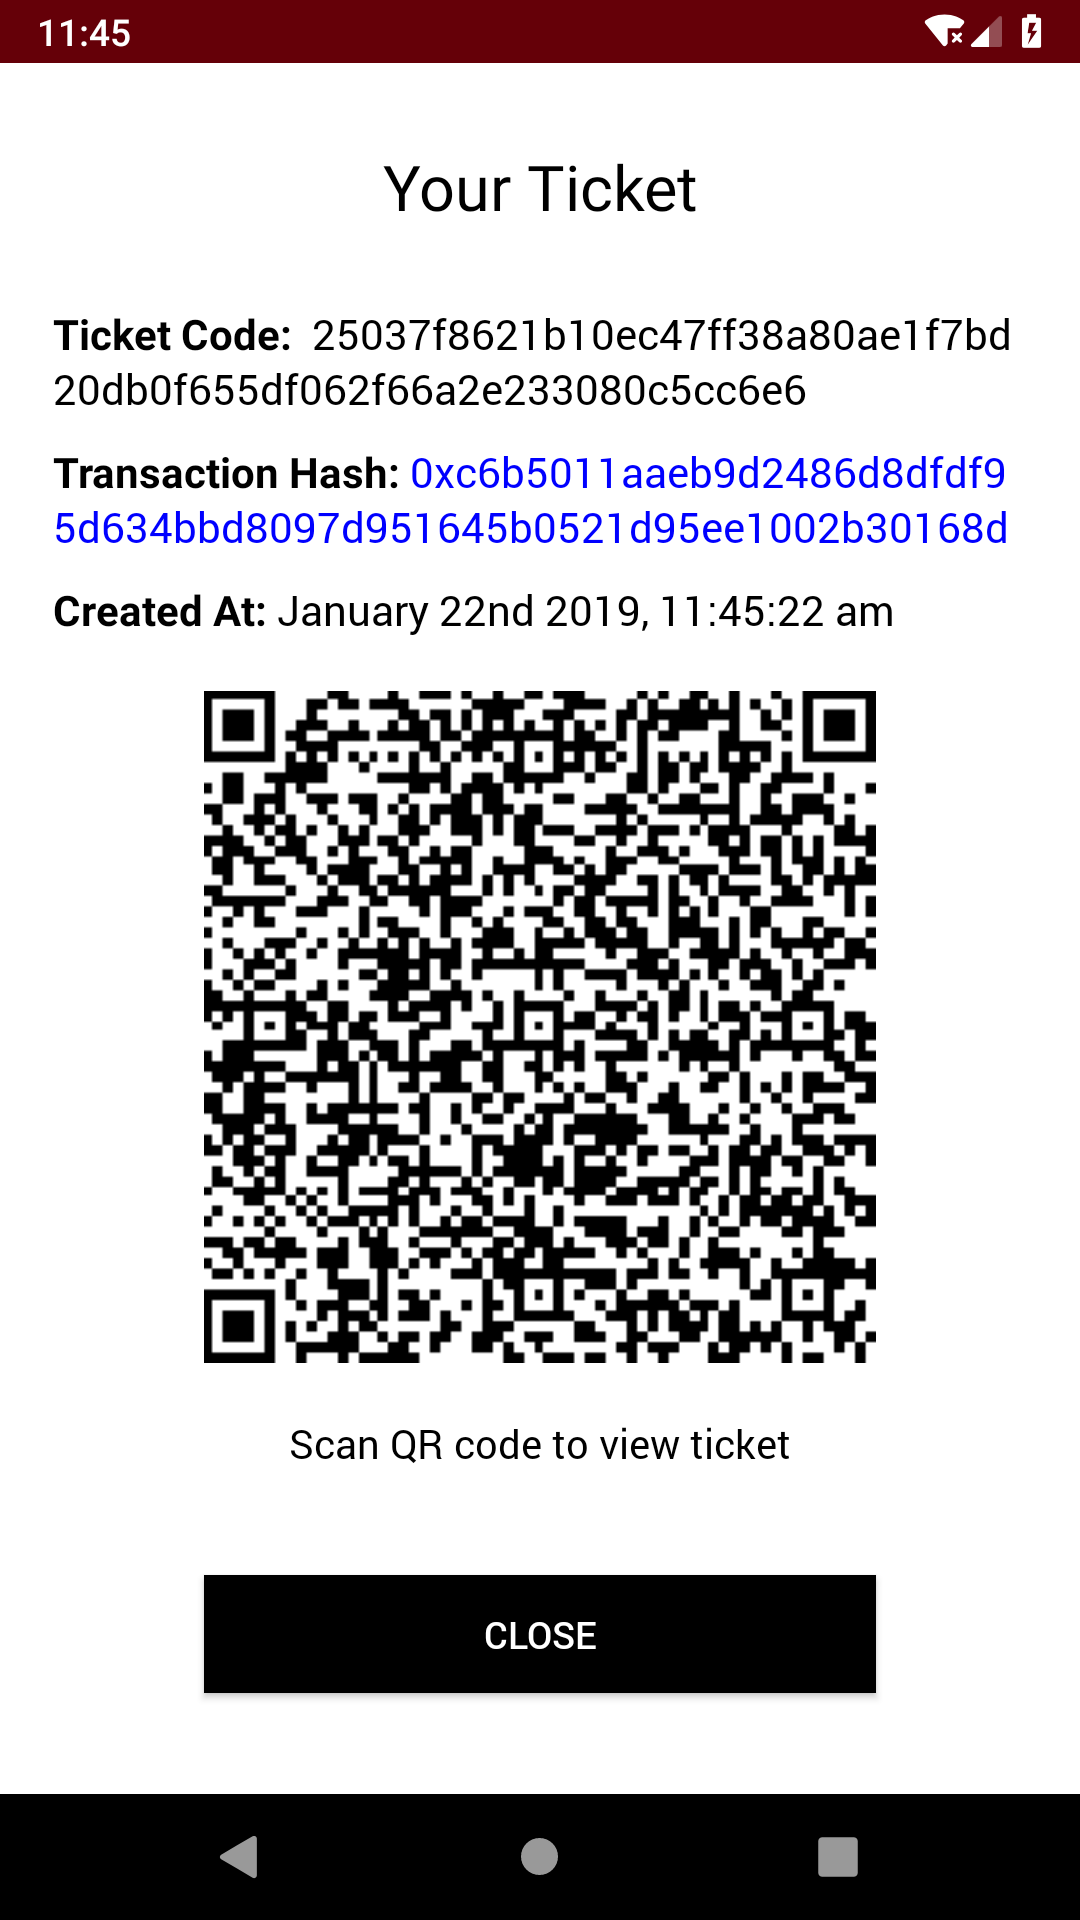 11:45
Your Ticket
Ticket Code: 25037f8621b10ec47ff38a80ae1f7bd
20db0f655df062f66a2e233080c5cc6e6
Transaction Hash: 0xc6b5011aaeb9d2486d8dfdf9
5d634bbd8097d951645b0521d95ee1002b30168d
Created At: January 22nd 2019, 11:45:22 am
Scan QR code to view ticket
CLOSE